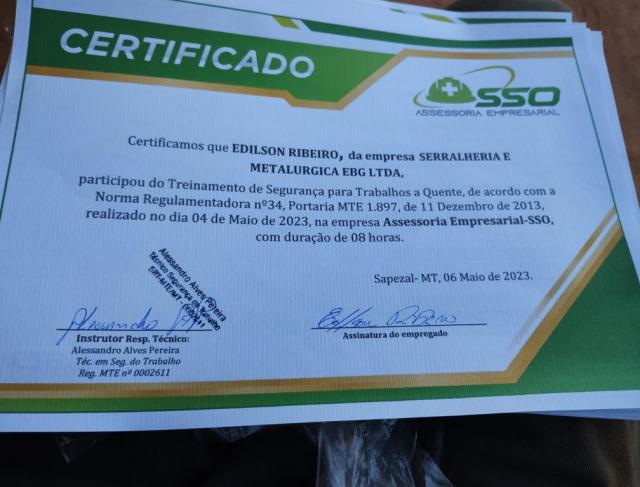 CERTIFICADO
SSO
ASSESSORIA EMPRESARIAL
Certificamos que EDILSON RIBEIRO, da empresa SERRALHERIA E
METALURGICA EBG LTDA,
participou do Treinamento de Segurança para Trabalhos a Quente, de acordo com a
Norma Regulamentadora nº34, Portaria MTE 1.897, de 11 Dezembro de 2013,
realizado no dia 04 de Maio de 2023, na empresa Assessoria Empresarial-SSO,
com duração de 08 horas.
Sapezal- MT, 06 Maio de 2023.
Alessandro Alves Pereira
Técnico Segurança do Trabalho
Instrutor Resp. Técnico:
Alessandro Alves Pereira
Téc. em Seg. do Trabalho
Reg. MTE nº 0002611
Assinatura do empregado